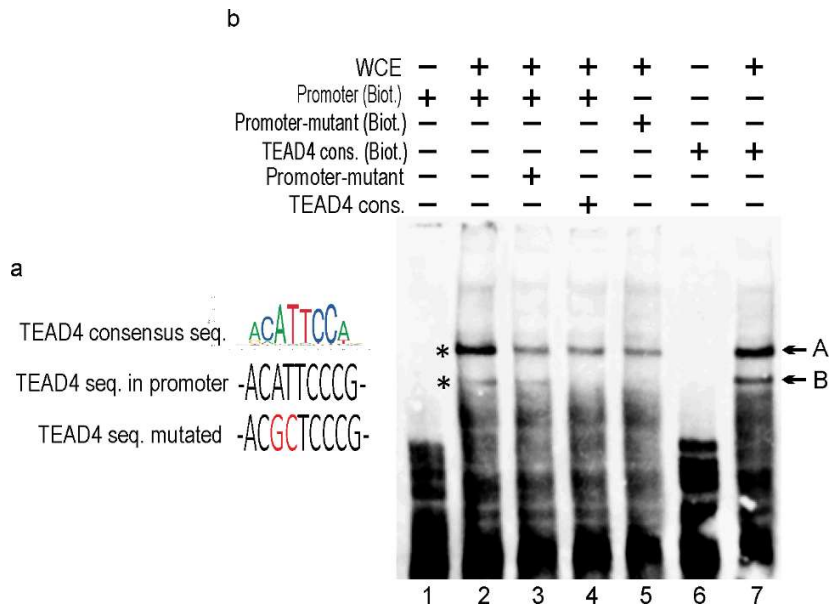 b
WCE − + + + + − +
Promoter (Biot.) + + + + − − −
Promoter-mutant (Biot.) − − − − + − −
TEAD4 cons. (Biot.) − − − − − + +
Promoter-mutant − − + − − − −
TEAD4 cons. − − − + − − −
a
TEAD4 consensus seq. ACATTCCA
TEAD4 seq. in promoter -ACATTCCCG-
TEAD4 seq. mutated -ACGCTCCCG-
* A
* B
1 2 3 4 5 6 7